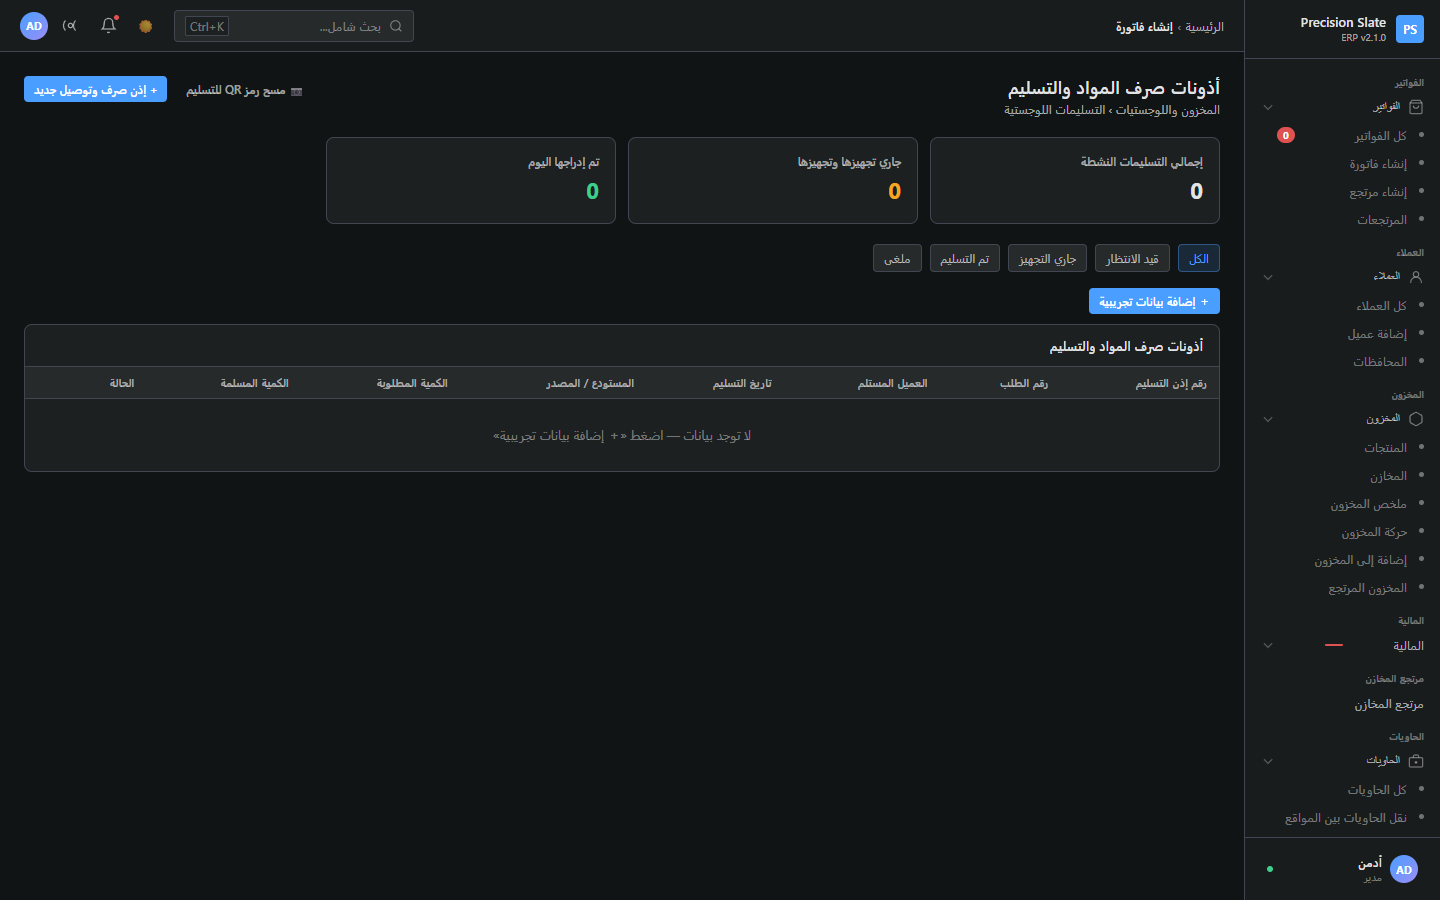 Precision Slate
ERP v2.1.0
PS
الفواتير
الفواتير
كل الفواتير
0
إنشاء فاتورة
إنشاء مرتجع
المرتجعات
العملاء
العملاء
كل العملاء
إضافة عميل
المحافظات
المخزون
المخزون
المنتجات
المخازن
ملخص المخزون
حركة المخزون
إضافة إلى المخزون
المخزون المرتجع
المالية
المالية
مرتجع المخازن
مرتجع المخازن
الحاويات
الحاويات
كل الحاويات
نقل الحاويات بين المواقع
أدمن
مدير
AD
الرئيسية › إنشاء فاتورة
بحث شامل...
Ctrl+K
AD
أذونات صرف المواد والتسليم
المخزون واللوجستيات › التسليمات اللوجستية
مسح رمز QR للتسليم
+ إذن صرف وتوصيل جديد
إجمالي التسليمات النشطة
0
جاري تجهيزها وتجهيزها
0
تم إدراجها اليوم
0
الكل
قيد الانتظار
جاري التجهيز
تم التسليم
ملغى
+ إضافة بيانات تجريبية
أذونات صرف المواد والتسليم
رقم إذن التسليم
رقم الطلب
العميل المستلم
تاريخ التسليم
المستودع / المصدر
الكمية المطلوبة
الكمية المسلمة
الحالة
لا توجد بيانات — اضغط «+ إضافة بيانات تجريبية»